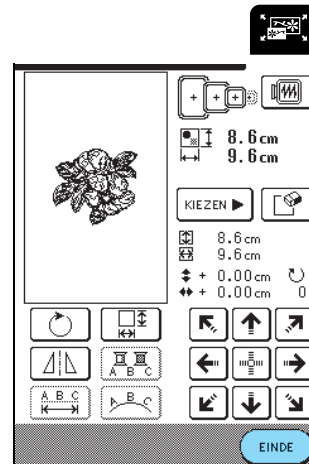 8.6cm
9.6cm
KIEZEN
8.6cm
9.6cm
+ 0.00cm
+ 0.00cm 0
A B C
A B C
B C
EINDE